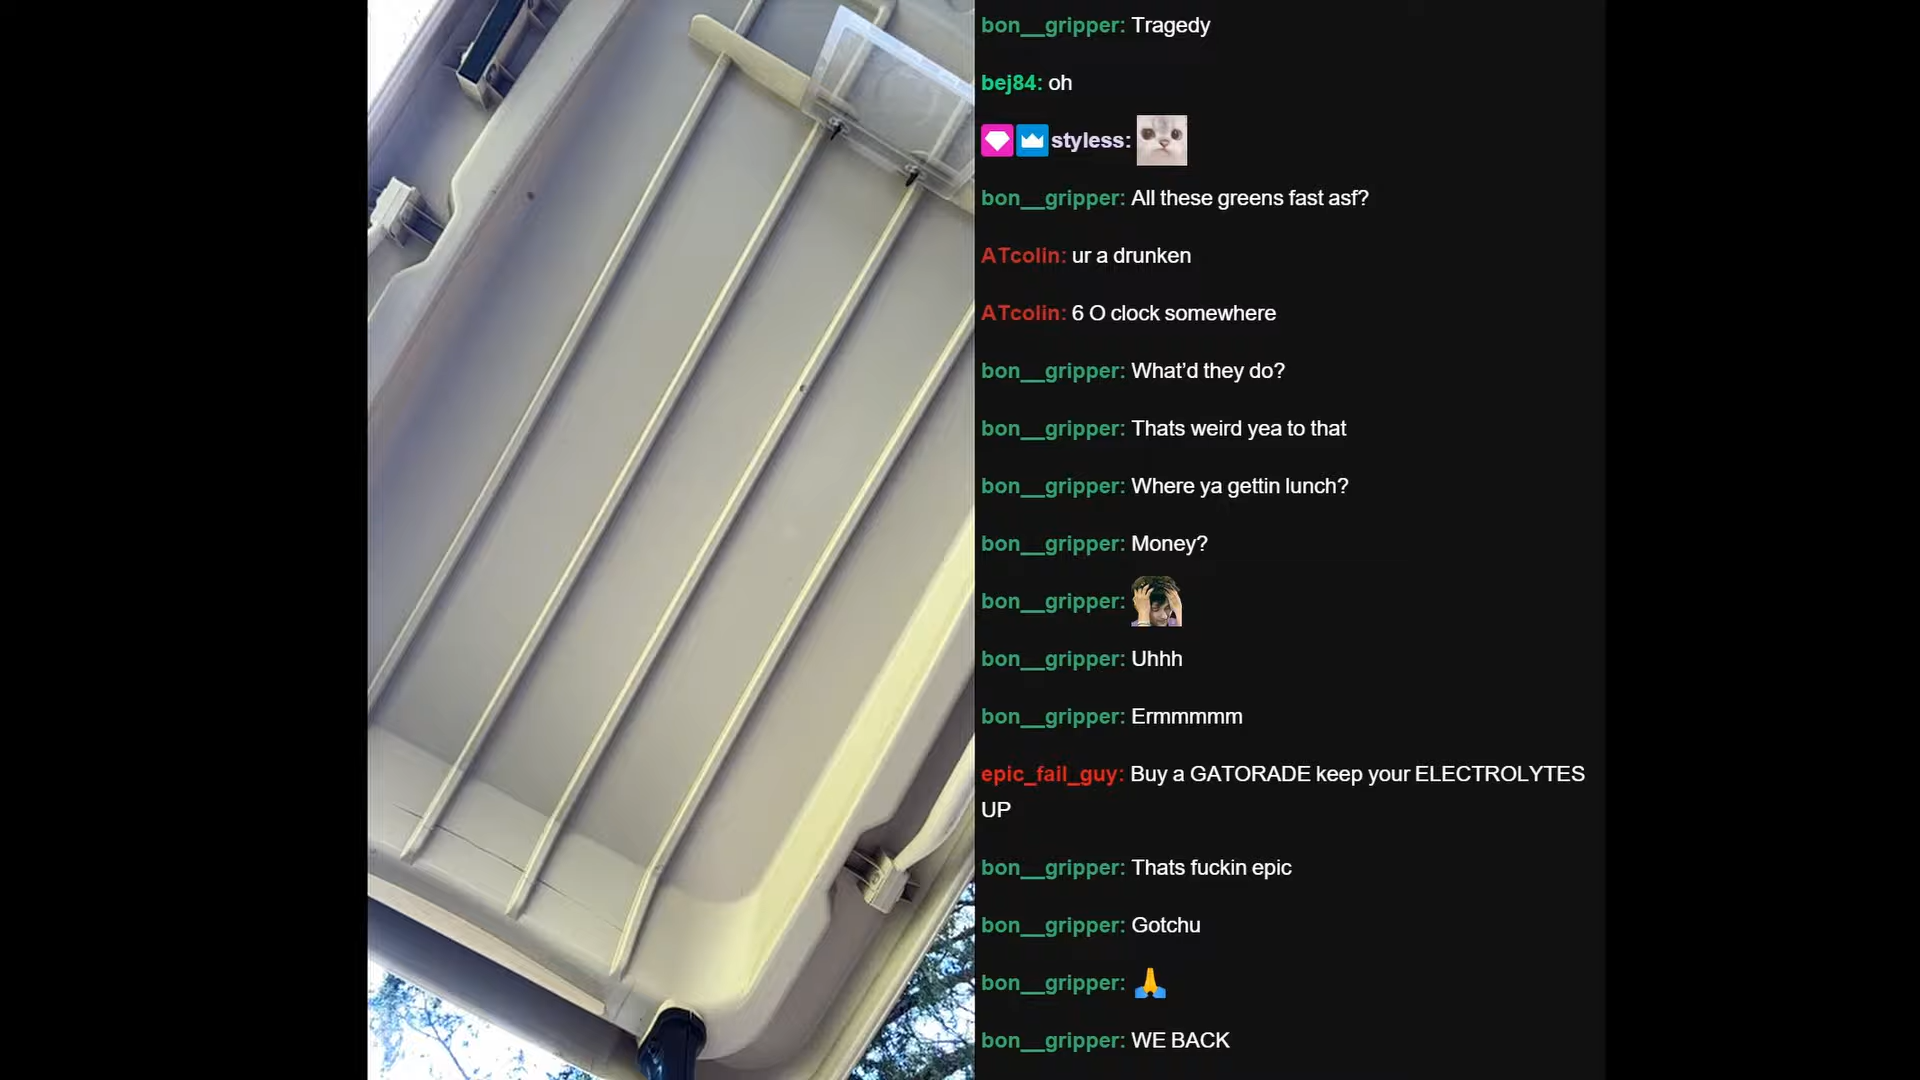 bon__gripper: Tragedy
bej84: oh
styless:
bon__gripper: All these greens fast asf?
ATcolin: ur a drunken
ATcolin: 6 O clock somewhere
bon__gripper: What’d they do?
bon__gripper: Thats weird yea to that
bon__gripper: Where ya gettin lunch?
bon__gripper: Money?
bon__gripper:
bon__gripper: Uhhh
bon__gripper: Ermmmmm
epic_fail_guy: Buy a GATORADE keep your ELECTROLYTES
UP
bon__gripper: Thats fuckin epic
bon__gripper: Gotchu
bon__gripper: 🙏
bon__gripper: WE BACK